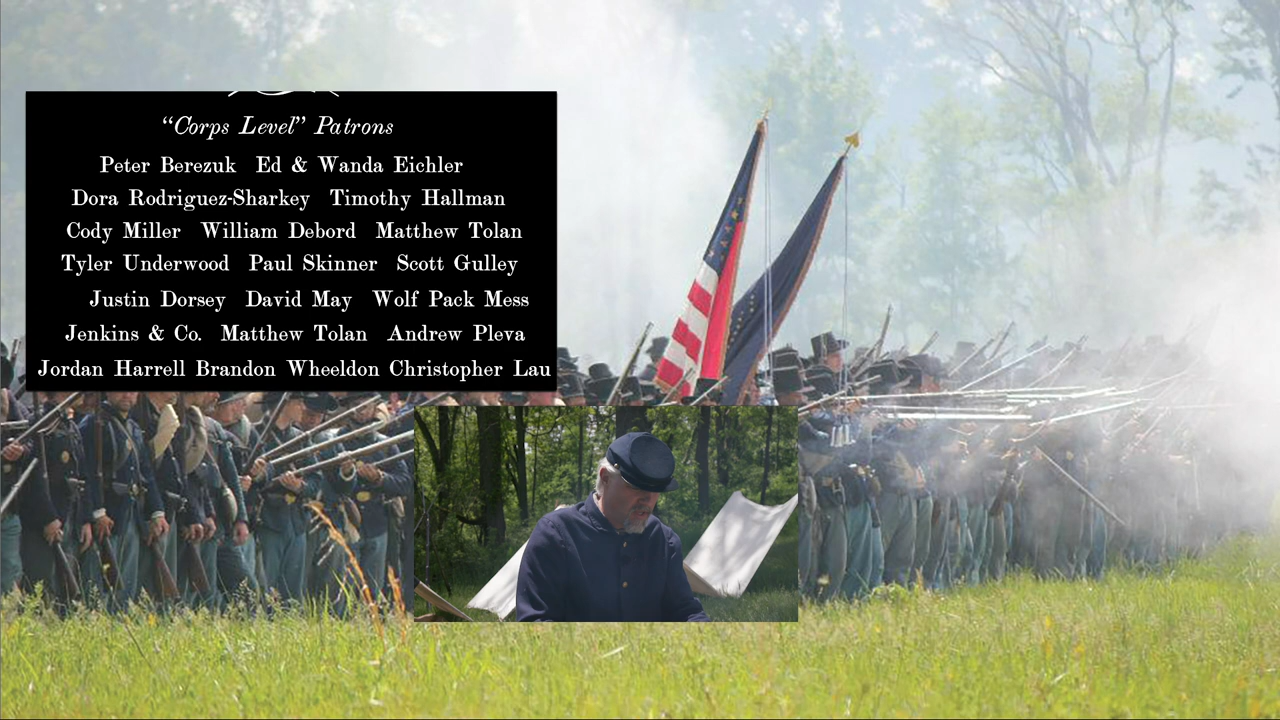 “Corps Level” Patrons
Peter Berezuk Ed & Wanda Eichler
Dora Rodriguez-Sharkey Timothy Hallman
Cody Miller William Debord Matthew Tolan
Tyler Underwood Paul Skinner Scott Gulley
Justin Dorsey David May Wolf Pack Mess
Jenkins & Co. Matthew Tolan Andrew Pleva
Jordan Harrell Brandon Wheeldon Christopher Lau